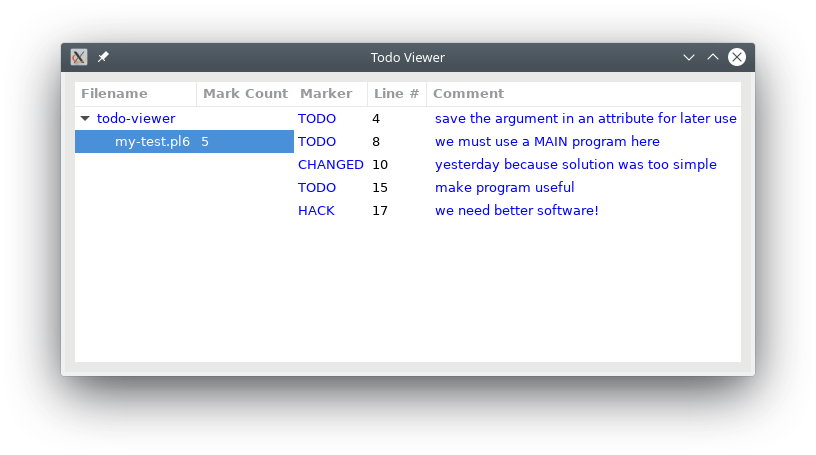 Todo Viewer
Filename Mark Count Marker Line # Comment
todo-viewer TODO 4 save the argument in an attribute for later use
my-test.pl6 5 TODO 8 we must use a MAIN program here
CHANGED 10 yesterday because solution was too simple
TODO 15 make program useful
HACK 17 we need better software!